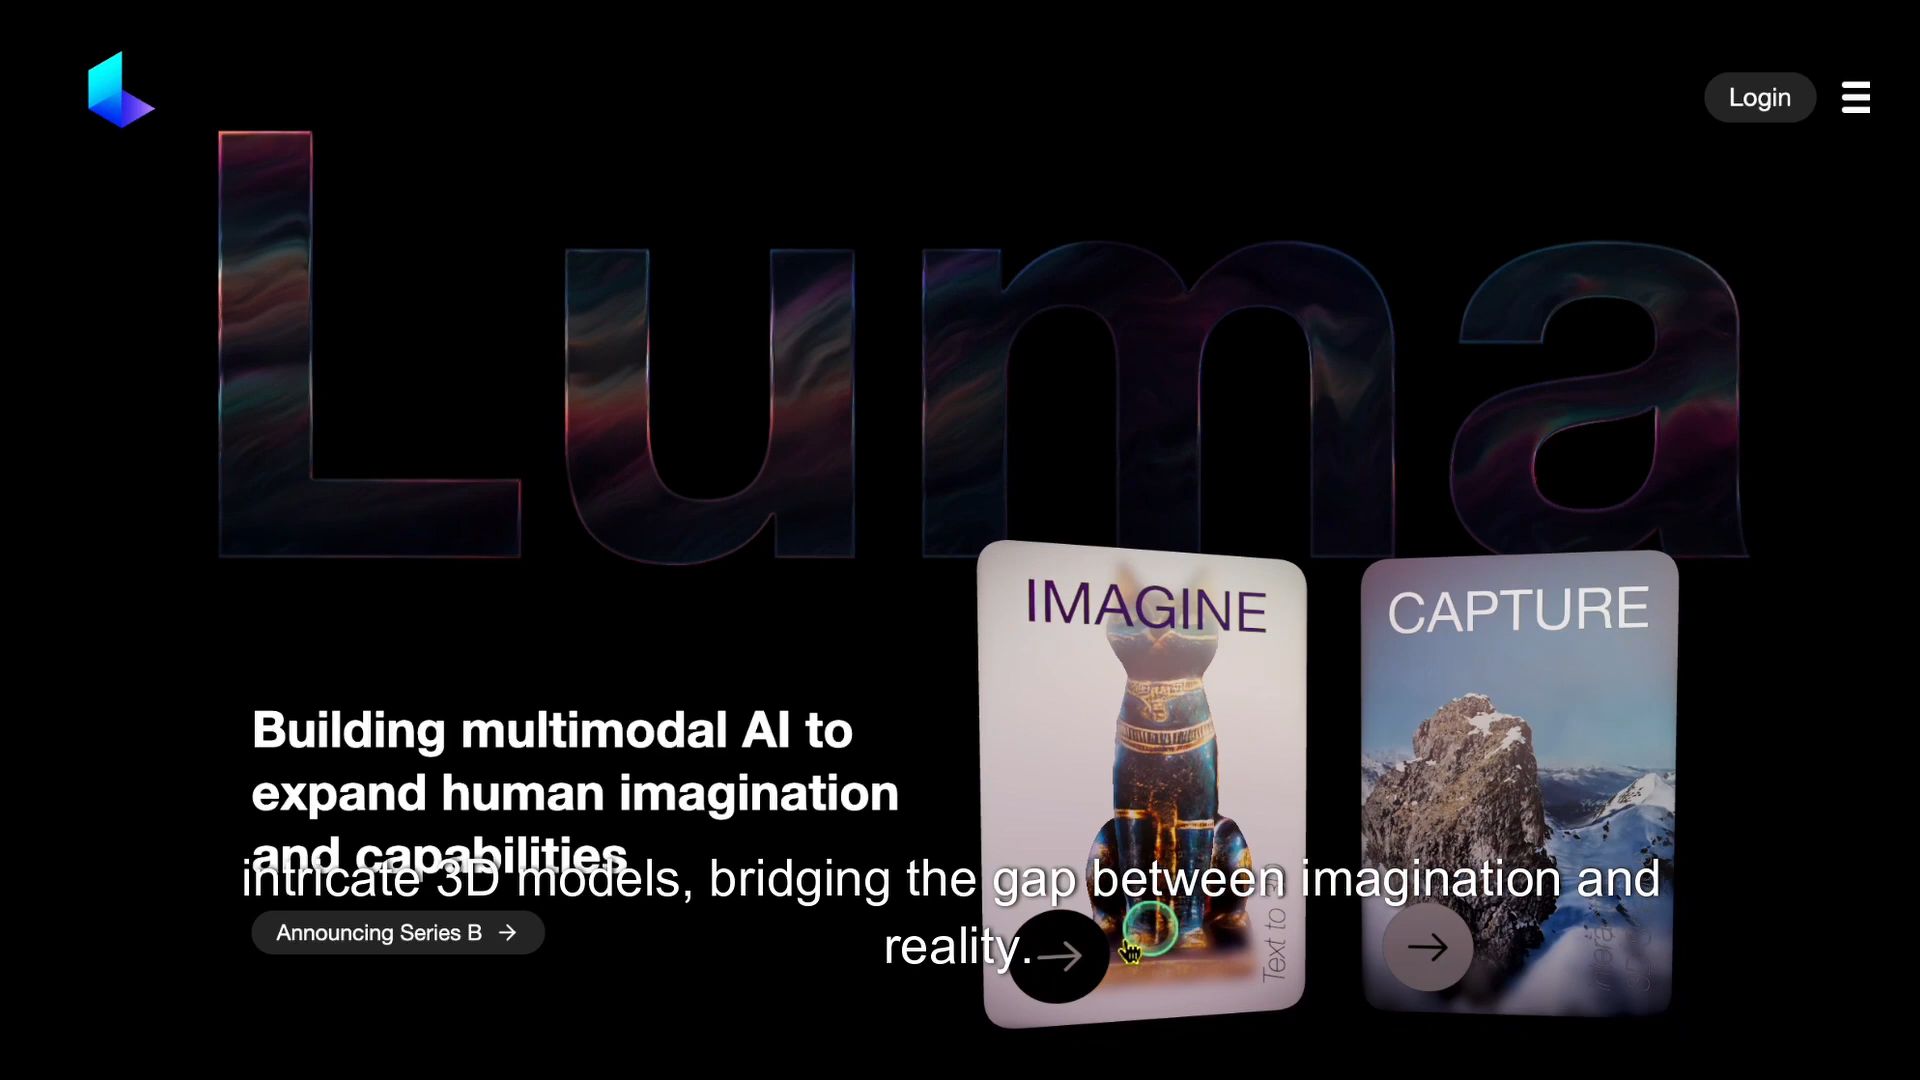 Login
Luma
IMAGINE
CAPTURE
Building multimodal AI to
expand human imagination
and capabilities
intricate 3D models, bridging the gap between imagination and
reality.
Announcing Series B
Text to